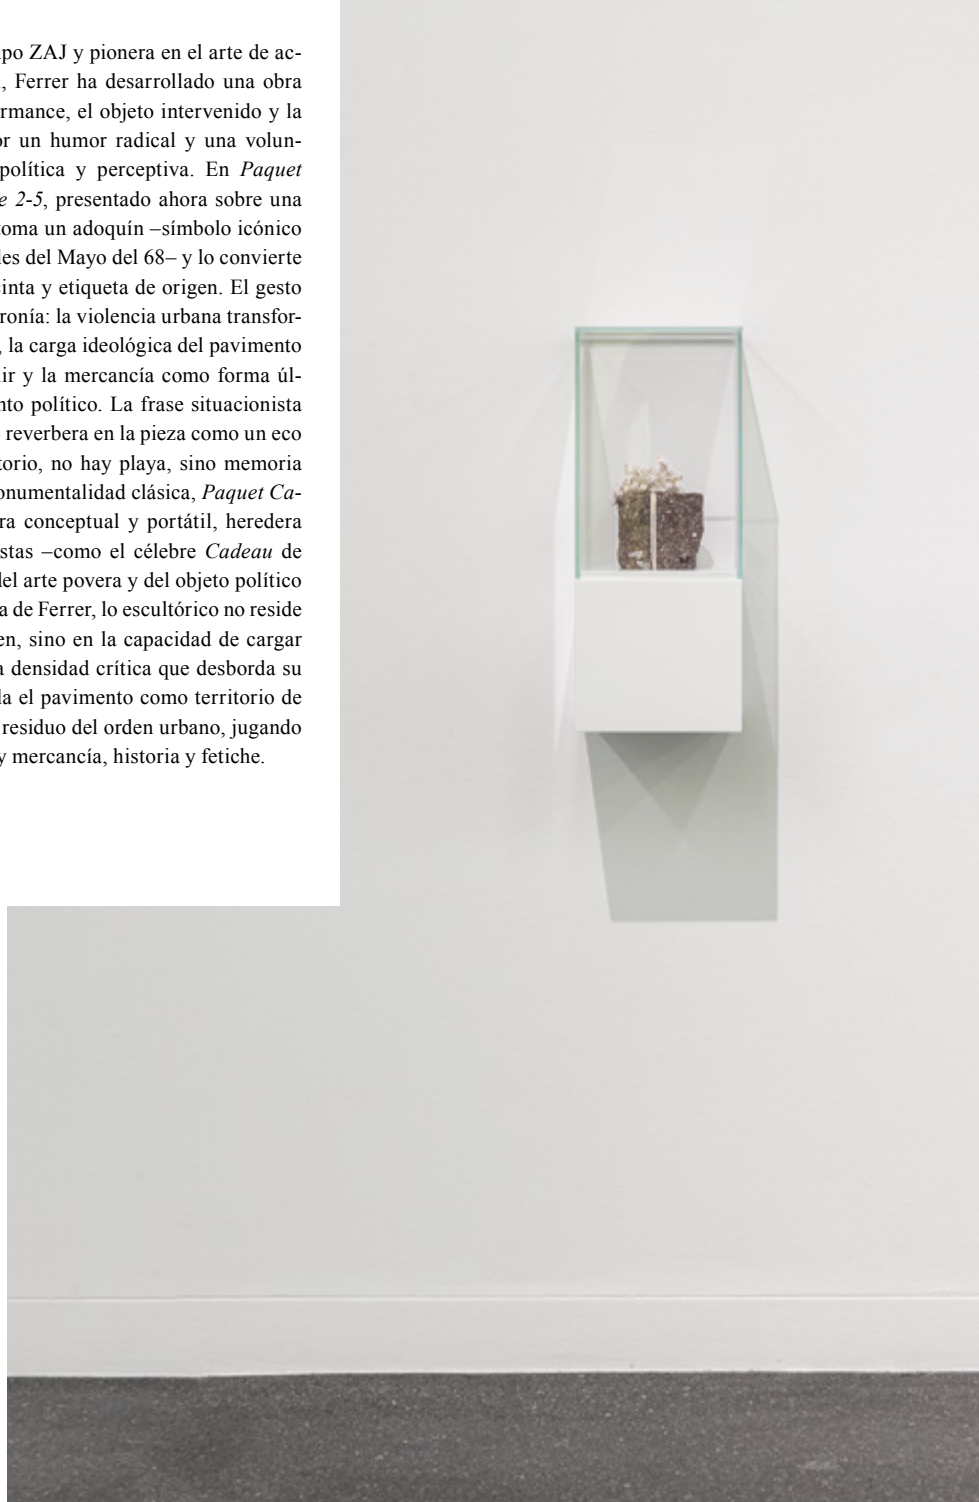 po ZAJ y pionera en el arte de ac-
, Ferrer ha desarrollado una obra
rmance, el objeto intervenido y la
or un humor radical y una volun-
política y perceptiva. En Paquet
e 2-5, presentado ahora sobre una
toma un adoquín –símbolo icónico
les del Mayo del 68– y lo convierte
inta y etiqueta de origen. El gesto
ronía: la violencia urbana transfor-
, la carga ideológica del pavimento
ir y la mercancía como forma úl-
nto político. La frase situacionista
reverbera en la pieza como un eco
torio, no hay playa, sino memoria
onumentalidad clásica, Paquet Ca-
ra conceptual y portátil, heredera
stas –como el célebre Cadeau de
del arte povera y del objeto político
a de Ferrer, lo escultórico no reside
en, sino en la capacidad de cargar
a densidad crítica que desborda su
la el pavimento como territorio de
residuo del orden urbano, jugando
y mercancía, historia y fetiche.